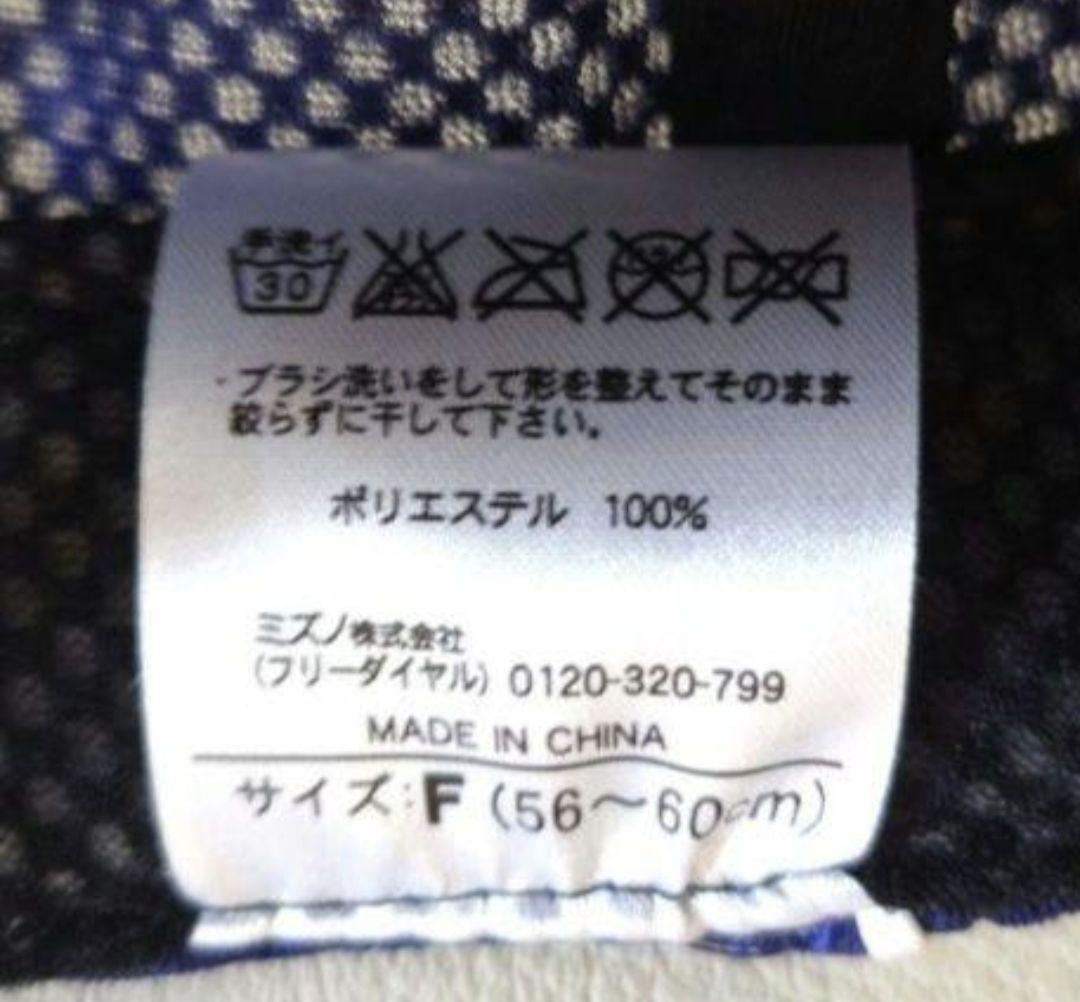 手洗イ
30
・ブラシ洗いをして形を整えてそのまま
絞らずに干して下さい。
ポリエステル 100%
ミズノ株式会社
(フリーダイヤル) 0120-320-799
MADE IN CHINA
サイズ:F (56〜60cm)